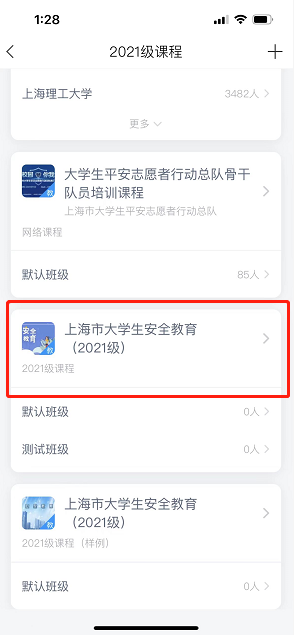 1:28
2021级课程
上海理工大学 3482人
更多
校园 你我
教
大学生平安志愿者行动总队骨干
队员培训课程
上海市大学生平安志愿者行动总队
网络课程
默认班级 85人
安全
教育
教
上海市大学生安全教育
（2021级）
2021级课程
默认班级 0人
测试班级 0人
教
上海市大学生安全教育
（2021级）
2021级课程（样例）
默认班级 0人